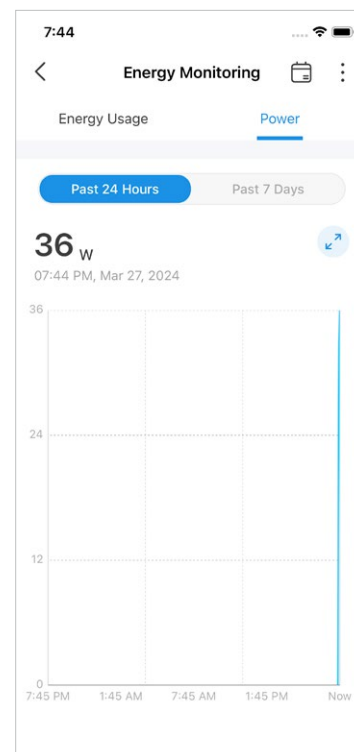 7:44
Energy Monitoring
Energy Usage Power
Past 24 Hours Past 7 Days
36 W
07:44 PM, Mar 27, 2024
36
24
12
0
7:45 PM 1:45 AM 7:45 AM 1:45 PM Now